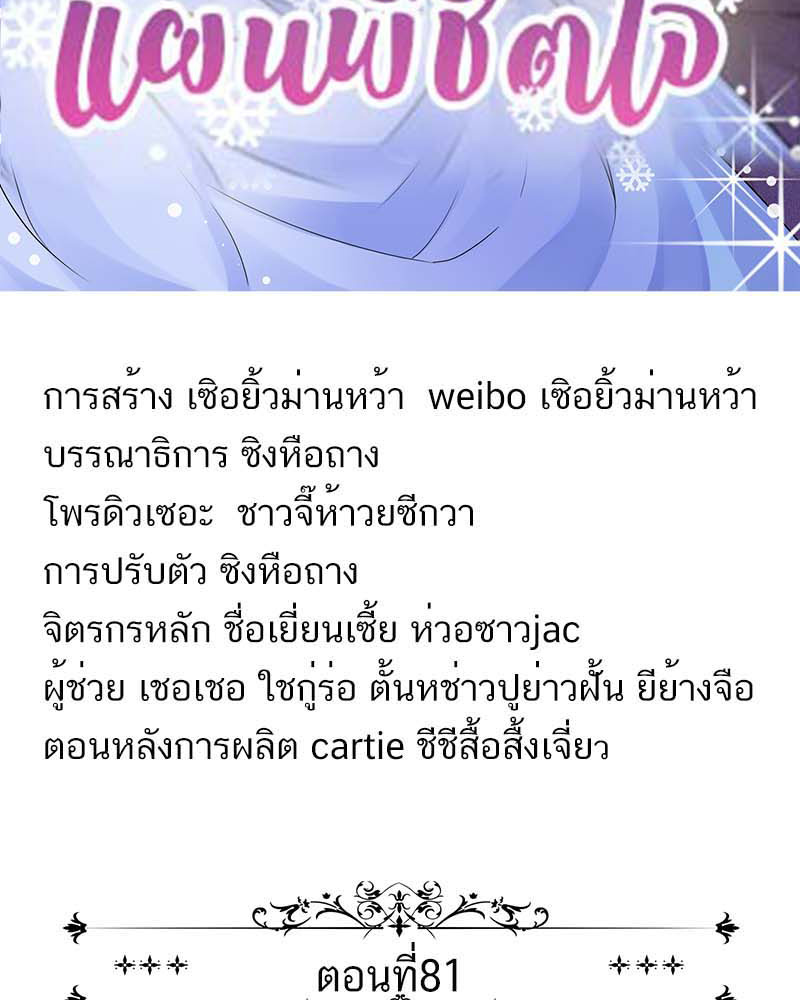 แผนพิชิตใจ
การสร้าง เซิอยิ้วม่านหว้า  weibo เซิอยิ้วม่านหว้า
บรรณาธิการ ซิงหือถาง
โพรดิวเซอะ  ชาวจี๊ห้าวยซีกวา
การปรับตัว ซิงหือถาง
จิตรกรหลัก ชื่อเยี่ยนเซี้ย ห่วอซาวjac
ผู้ช่วย เชอเชอ ใชกู่ร่อ ตั้นหช่าวปูย่าวฝั้น ยีย้างจือ
ตอนหลังการผลิต cartie ชีชีสื้อสื้งเจี่ยว
ตอนที่81